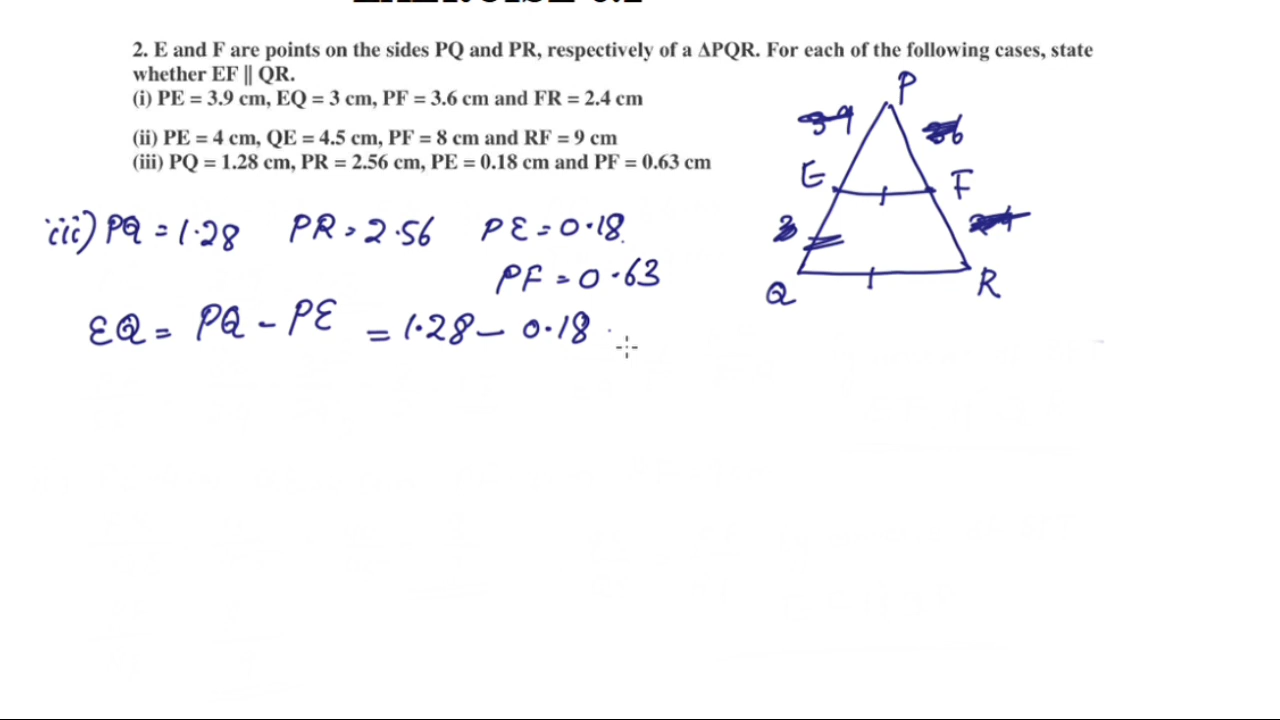 2. E and F are points on the sides PQ and PR, respectively of a ΔPQR. For each of the following cases, state
whether EF || QR.
(i) PE = 3.9 cm, EQ = 3 cm, PF = 3.6 cm and FR = 2.4 cm
(ii) PE = 4 cm, QE = 4.5 cm, PF = 8 cm and RF = 9 cm
(iii) PQ = 1.28 cm, PR = 2.56 cm, PE = 0.18 cm and PF = 0.63 cm
P
E
F
Q
R
iii) PQ = 1.28 PR = 2.56 PE = 0.18
PF = 0.63
EQ = PQ - PE = 1.28 - 0.18